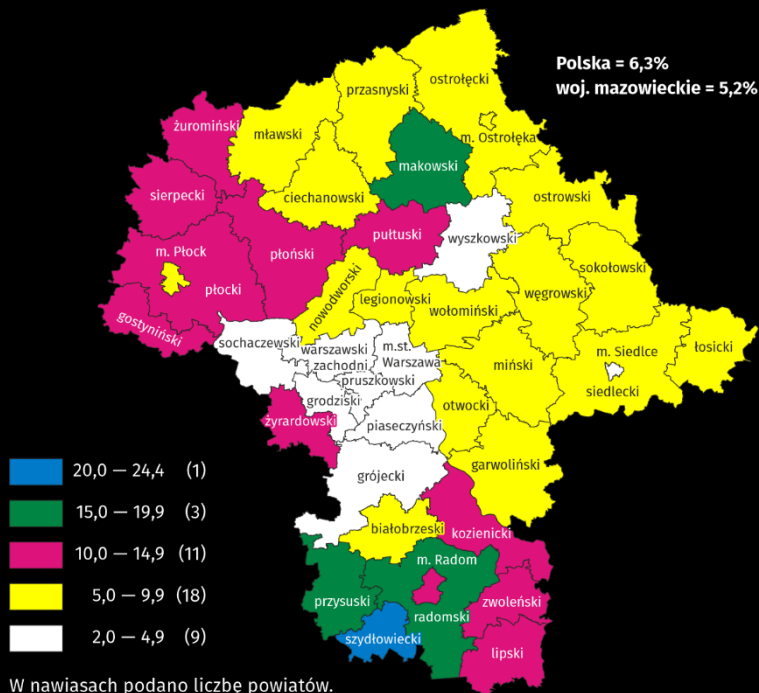 Polska = 6,3%
woj. mazowieckie = 5,2%
ostrołęcki
przasnyski
żuromiński
mławski
m. Ostrołęka
makowski
sierpecki
ciechanowski
ostrowski
pułtuski
wyszkowski
m. Płock
płoński
sokołowski
płocki
nowodworski
legionowski
węgrowski
wołomiński
gostyniński
sochaczewski
warszawski
zachodni
m.st.
Warszawa
m. Siedlce
łosicki
miński
pruszkowski
siedlecki
grodziski
otwocki
żyrardowski
piaseczyński
garwoliński
grójecki
białobrzeski
kozienicki
m. Radom
przysuski
zwoleński
radomski
szydłowiecki
lipski
20,0 — 24,4 (1)
15,0 — 19,9 (3)
10,0 — 14,9 (11)
5,0 — 9,9 (18)
2,0 — 4,9 (9)
W nawiasach podano liczbę powiatów.